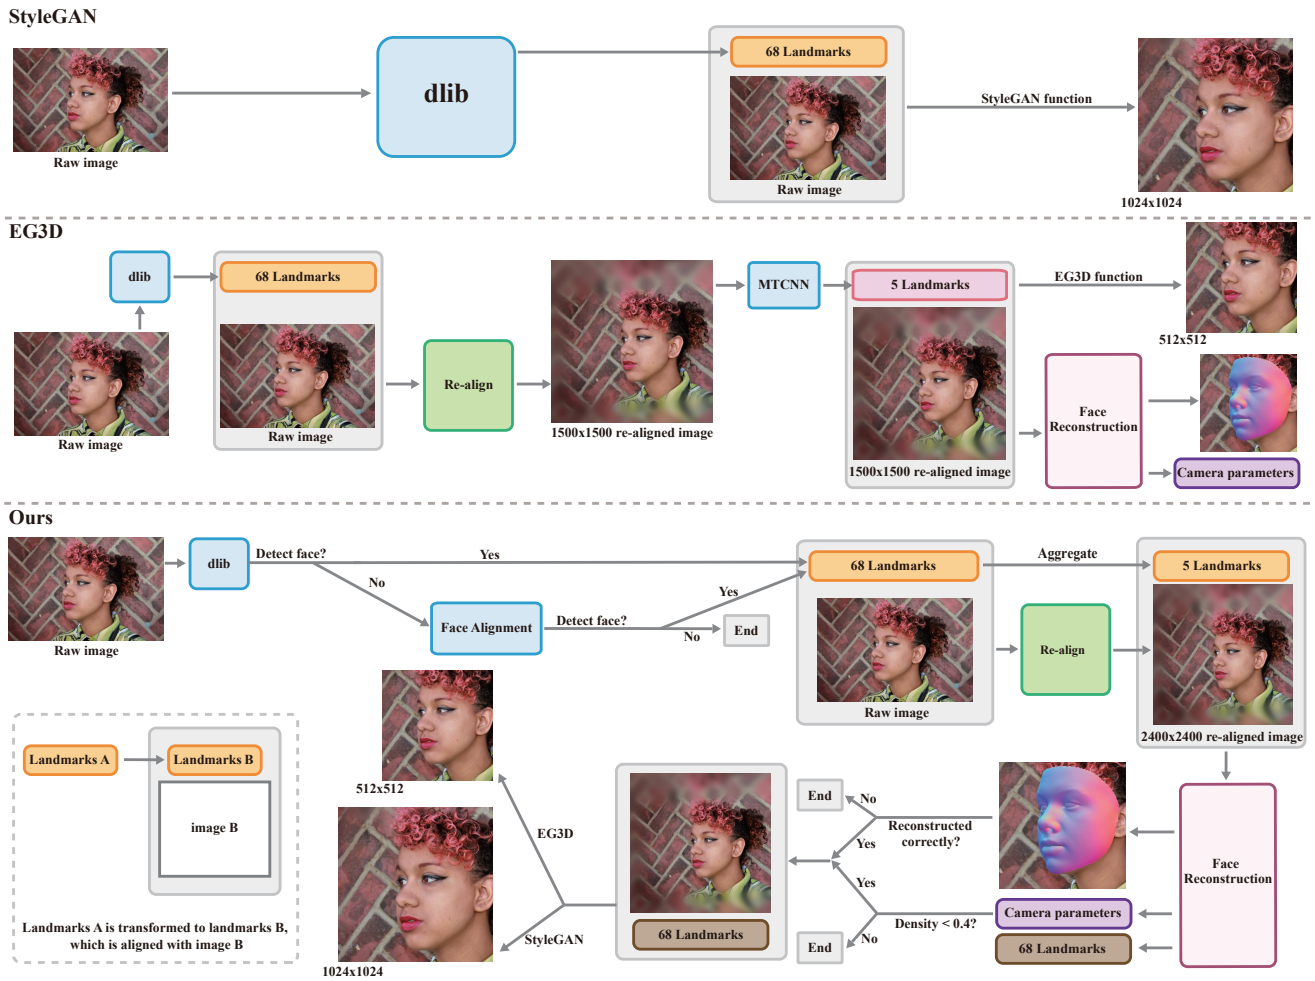 StyleGAN
Raw image
dlib
68 Landmarks
Raw image
StyleGAN function
1024x1024
EG3D
dlib
Raw image
68 Landmarks
Raw image
Re-align
1500x1500 re-aligned image
MTCNN
5 Landmarks
1500x1500 re-aligned image
EG3D function
512x512
Face
Reconstruction
Camera parameters
Ours
Raw image
dlib
Detect face?
Yes
No
Face Alignment
Detect face?
Yes
No
End
68 Landmarks
Raw image
Aggregate
Re-align
5 Landmarks
2400x2400 re-aligned image
Face
Reconstruction
Camera parameters
68 Landmarks
Reconstructed
correctly?
No
Yes
End
Density < 0.4?
Yes
No
End
68 Landmarks
EG3D
StyleGAN
512x512
1024x1024
Landmarks A
Landmarks B
image B
Landmarks A is transformed to landmarks B,
which is aligned with image B